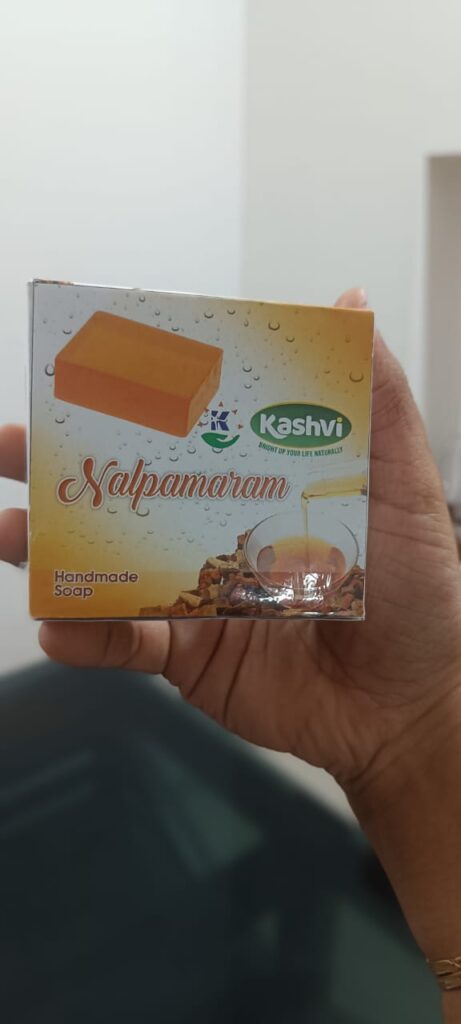 K
Kashvi
BRIGHT UP YOUR LIFE NATURALLY
Nalpamaram
Handmade
Soap